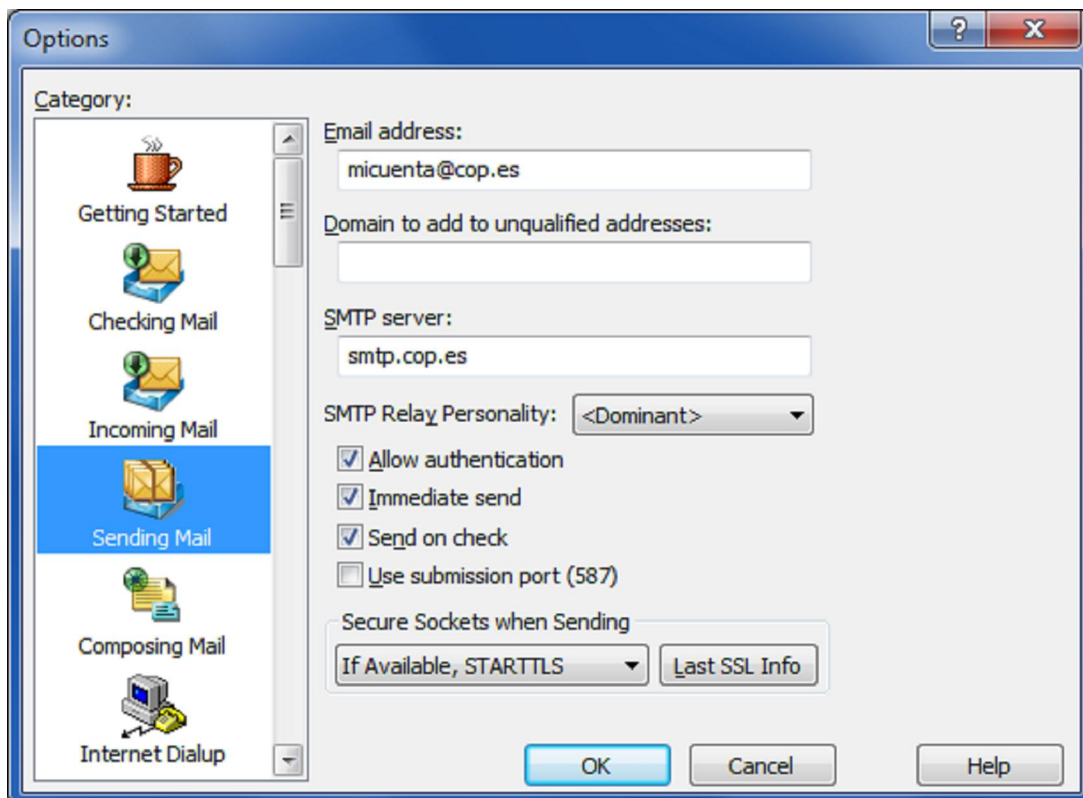 Options
Category:
Getting Started
Checking Mail
Incoming Mail
Sending Mail
Composing Mail
Internet Dialup
Email address:
micuenta@cop.es
Domain to add to unqualified addresses:
SMTP server:
smtp.cop.es
SMTP Relay Personality: <Dominant>
Allow authentication
Immediate send
Send on check
Use submission port (587)
Secure Sockets when Sending
If Available, STARTTLS Last SSL Info
OK Cancel Help